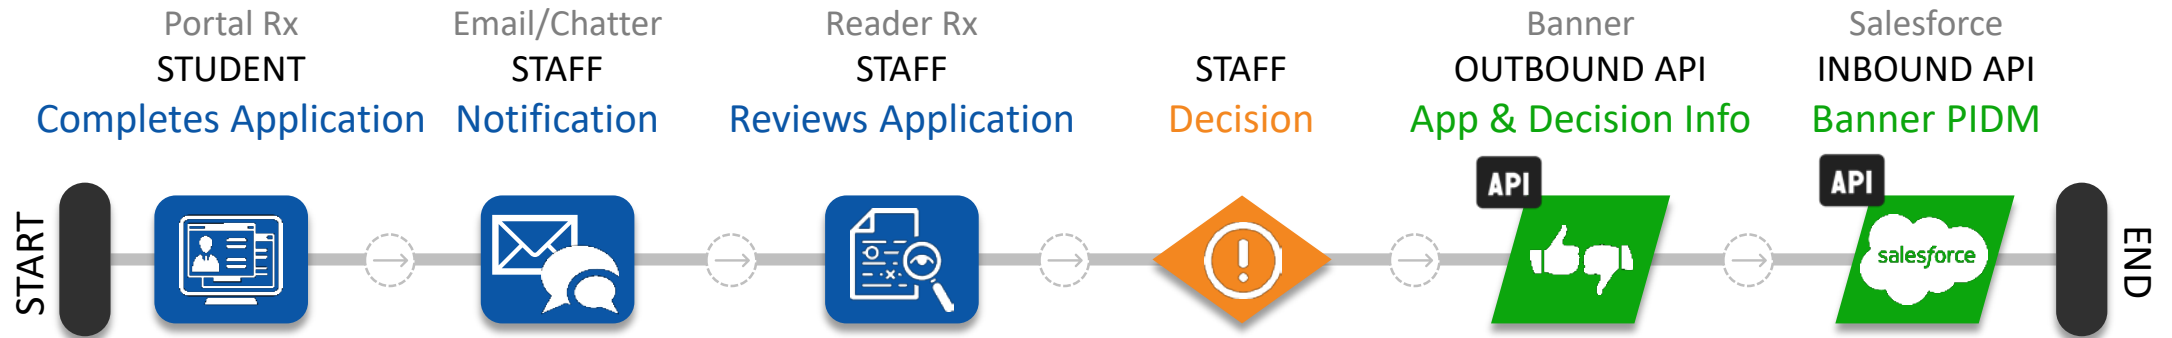 Portal Rx
STUDENT
Completes Application
Email/Chatter
STAFF
Notification
Reader Rx
STAFF
Reviews Application
STAFF
Decision
Banner
OUTBOUND API
App & Decision Info
Salesforce
INBOUND API
Banner PIDM
START
API
API
salesforce
END